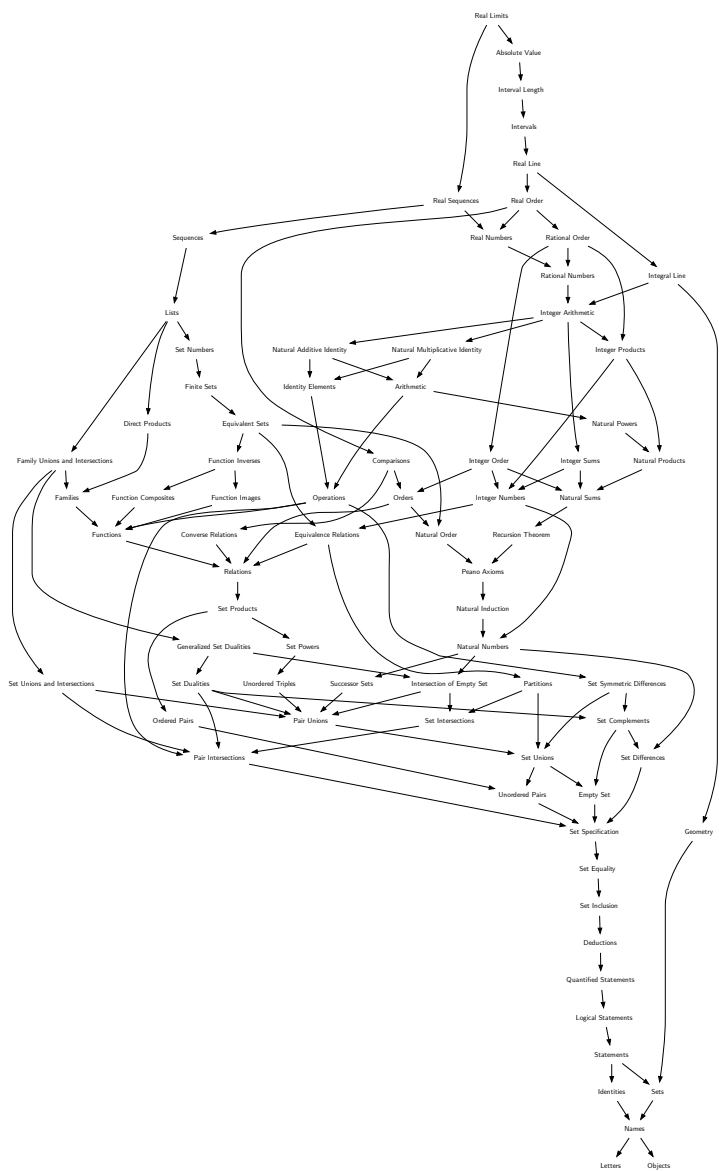 Real Limits
Absolute Value
Interval Length
Intervals
Real Line
Real Sequences
Real Order
Sequences
Real Numbers
Rational Order
Rational Numbers
Integral Line
Lists
Integer Arithmetic
Set Numbers
Natural Additive Identity
Natural Multiplicative Identity
Integer Products
Finite Sets
Identity Elements
Arithmetic
Direct Products
Equivalent Sets
Natural Powers
Family Unions and Intersections
Function Inverses
Comparisons
Integer Order
Integer Sums
Natural Products
Families
Function Composites
Function Images
Operations
Orders
Integer Numbers
Natural Sums
Functions
Converse Relations
Equivalence Relations
Natural Order
Recursion Theorem
Relations
Peano Axioms
Set Products
Natural Induction
Generalized Set Dualities
Set Powers
Natural Numbers
Set Unions and Intersections
Set Dualities
Unordered Triples
Successor Sets
Intersection of Empty Set
Partitions
Set Symmetric Differences
Ordered Pairs
Pair Unions
Set Intersections
Set Complements
Pair Intersections
Set Unions
Set Differences
Unordered Pairs
Empty Set
Set Specification
Geometry
Set Equality
Set Inclusion
Deductions
Quantified Statements
Logical Statements
Statements
Identities
Sets
Names
Letters
Objects